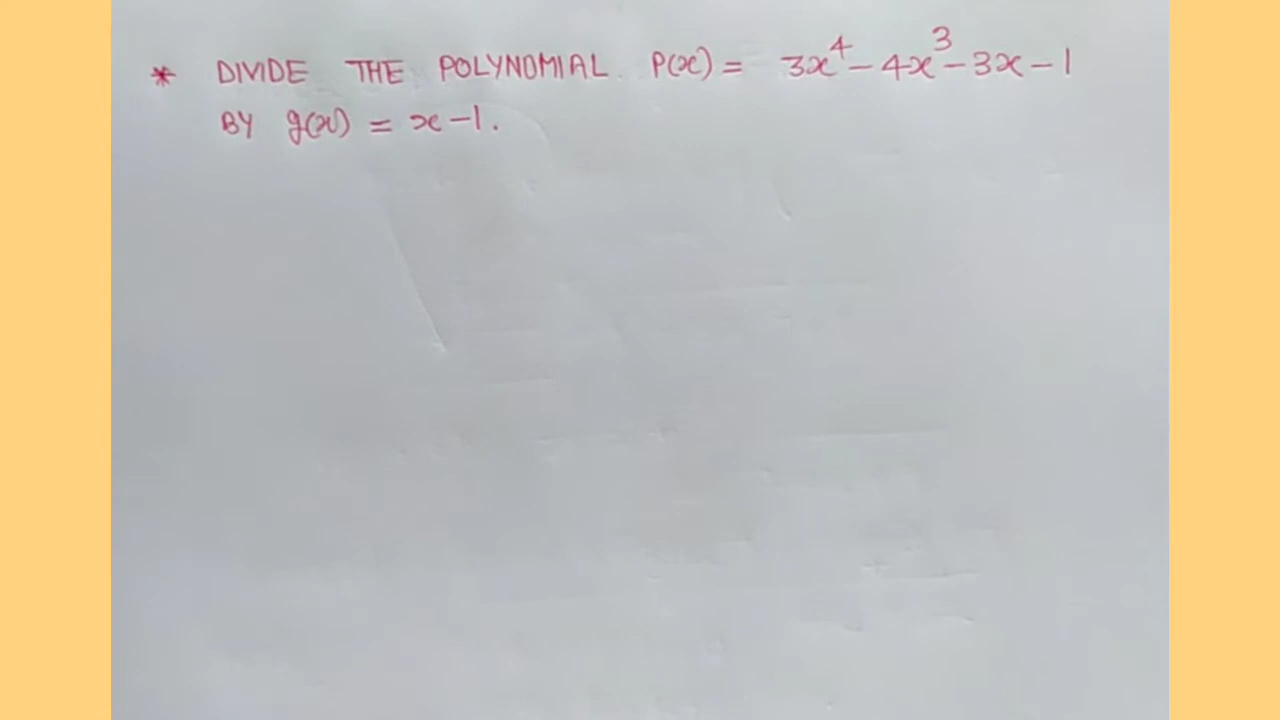 * DIVIDE THE POLYNOMIAL P(x) = 3x⁴ - 4x³ - 3x - 1
BY g(x) = x - 1.